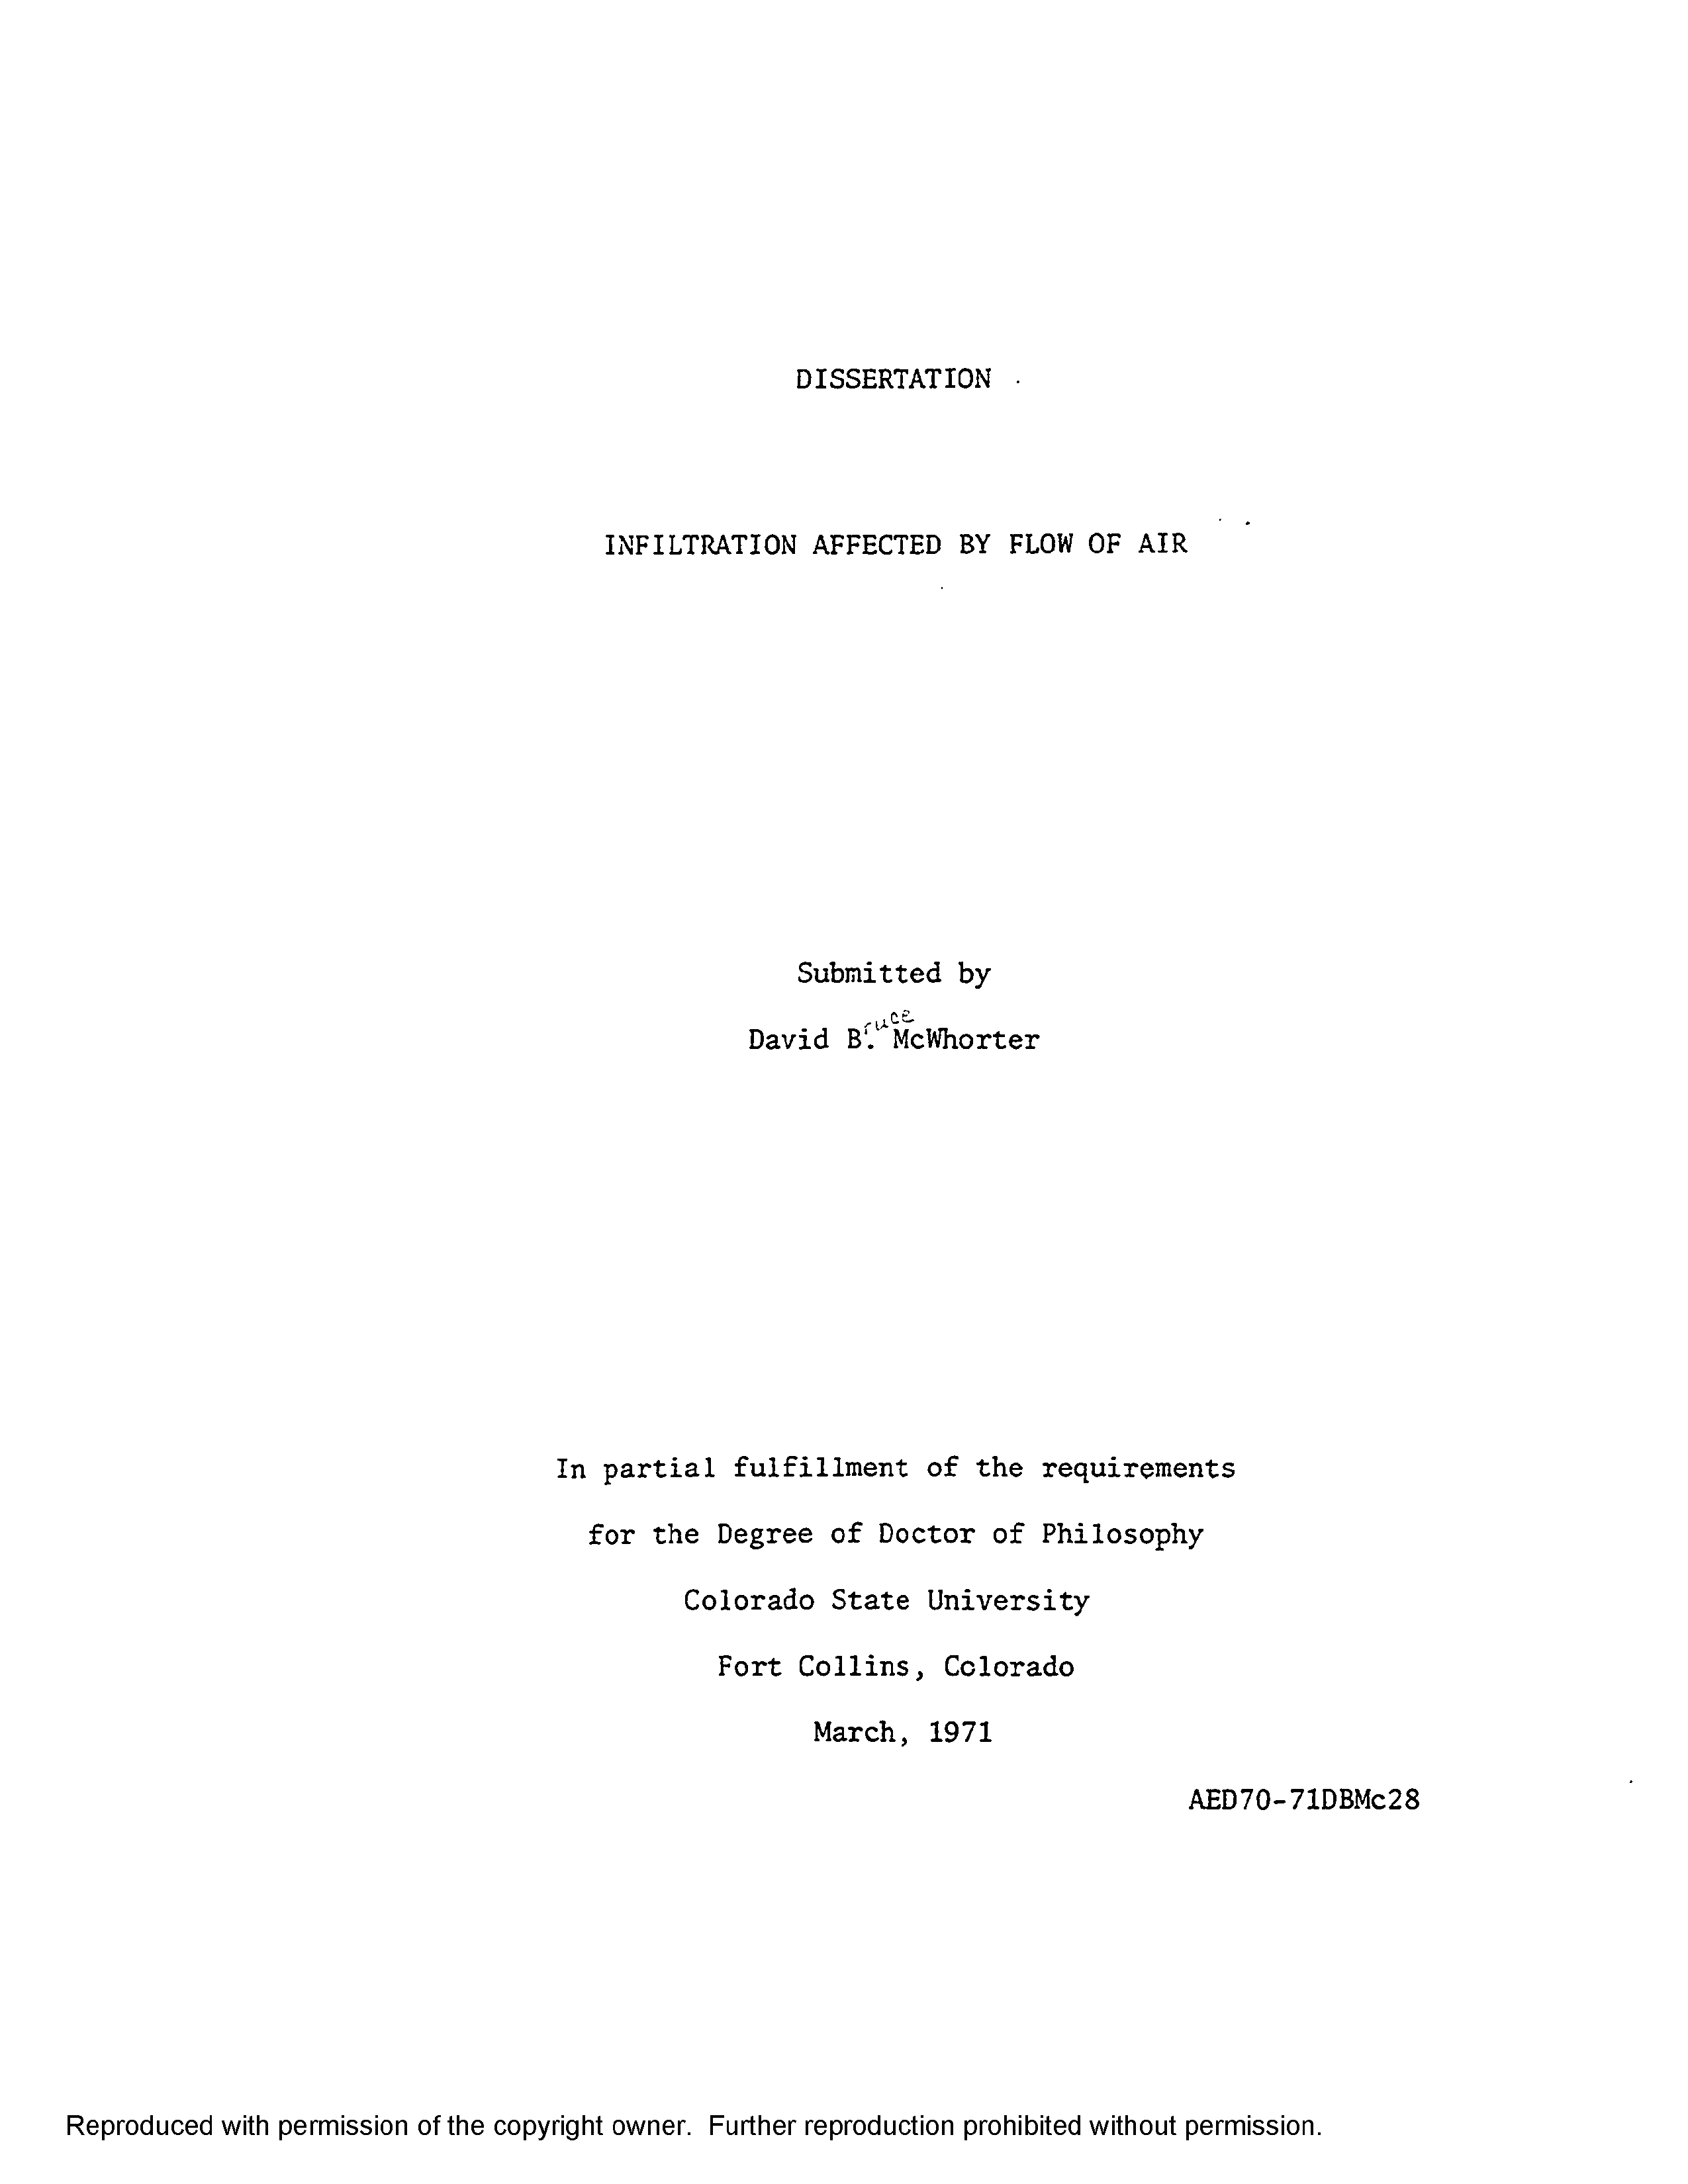 DISSERTATION
INFILTRATION AFFECTED BY FLOW OF AIR
Submitted by
ruce
David B. McWhorter
In partial fulfillment of the requirements
for the Degree of Doctor of Philosophy
Colorado State University
Fort Collins, Colorado
March, 1971
AED70-71DBMc28
Reproduced with permission of the copyright owner. Further reproduction prohibited without permission.